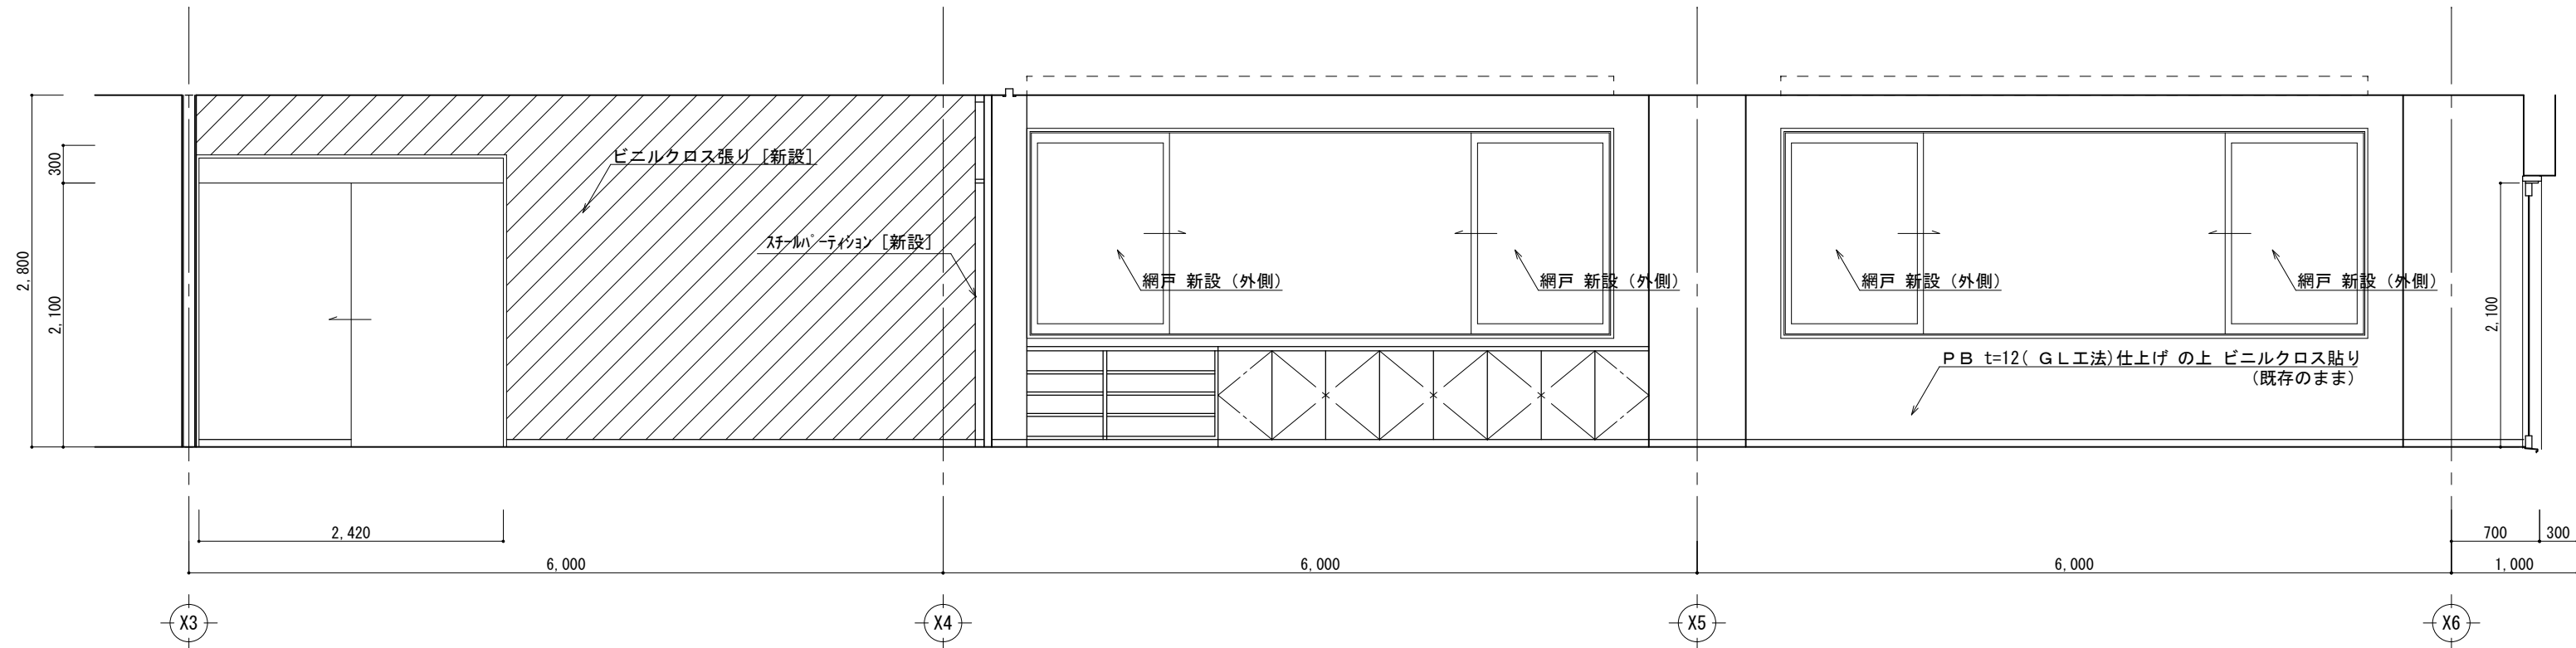 ビニルクロス張り [新設]
スチールパーティション [新設]
網戸 新設 (外側)
網戸 新設 (外側)
網戸 新設 (外側)
網戸 新設 (外側)
PB t=12( GL工法)仕上げ の上 ビニルクロス貼り
(既存のまま)
300
2,800
2,100
2,100
2,420
700
300
6,000
6,000
6,000
1,000
X3
X4
X5
X6